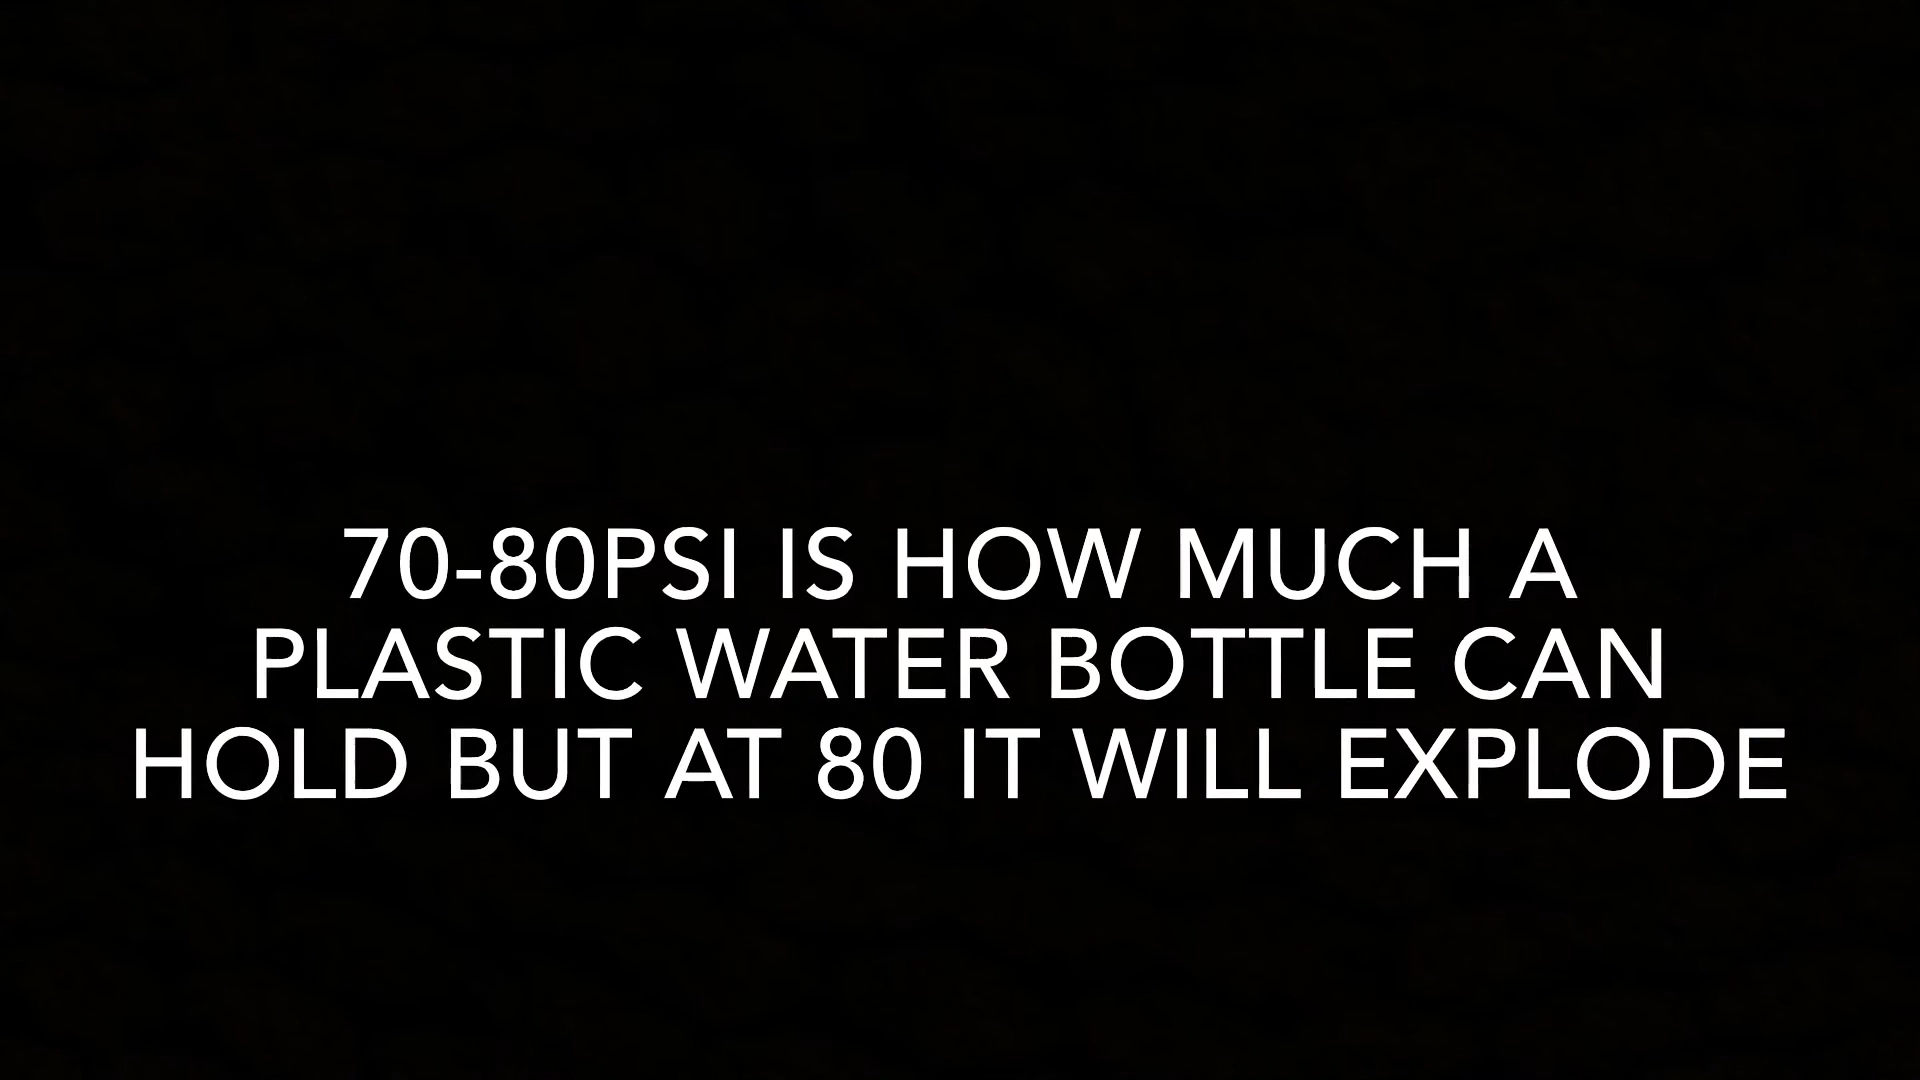 70-80PSI IS HOW MUCH A
PLASTIC WATER BOTTLE CAN
HOLD BUT AT 80 IT WILL EXPLODE